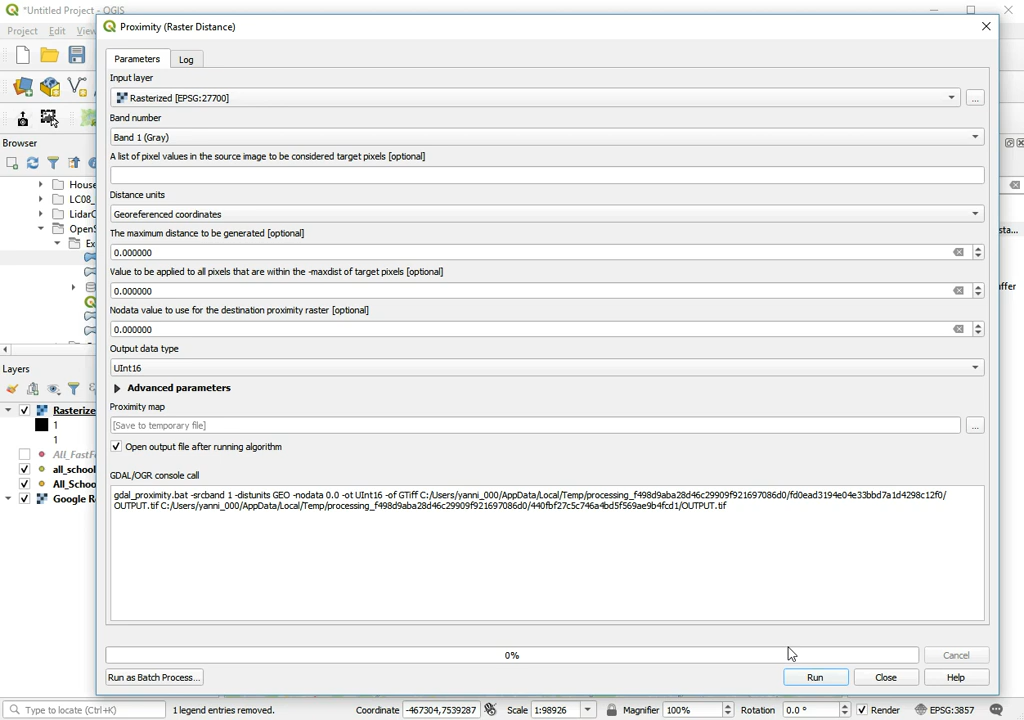 *Untitled Project - QGIS
Project Edit View
Proximity (Raster Distance)
Parameters Log
Input layer
Rasterized [EPSG:27700]
...
Band number
Band 1 (Gray)
A list of pixel values in the source image to be considered target pixels [optional]
Distance units
Georeferenced coordinates
The maximum distance to be generated [optional]
0.000000
Value to be applied to all pixels that are within the -maxdist of target pixels [optional]
0.000000
Nodata value to use for the destination proximity raster [optional]
0.000000
Output data type
UInt16
Advanced parameters
Proximity map
[Save to temporary file]
...
Open output file after running algorithm
GDAL/OGR console call
gdal_proximity.bat -srcband 1 -distunits GEO -nodata 0.0 -ot UInt16 -of GTiff C:/Users/yanni_000/AppData/Local/Temp/processing_f498d9aba28d46c29909f921697086d0/fd0ead3194e04e33bbd7a1d4298c12f0/
OUTPUT.tif C:/Users/yanni_000/AppData/Local/Temp/processing_f498d9aba28d46c29909f921697086d0/440fbf27c5c746a4bd5f569ae9b4fcd1/OUTPUT.tif
0%
Cancel
Run as Batch Process...
Run Close Help
Browser
House
LC08_
LidarC
OpenS
Ex
Layers
Rasterize
1
1
All_FastF
all_school
All_Schoo
Google R
sta...
uffer
Type to locate (Ctrl+K)
1 legend entries removed.
Coordinate -467304,7539287
Scale 1:98926
Magnifier 100%
Rotation 0.0 °
Render
EPSG:3857